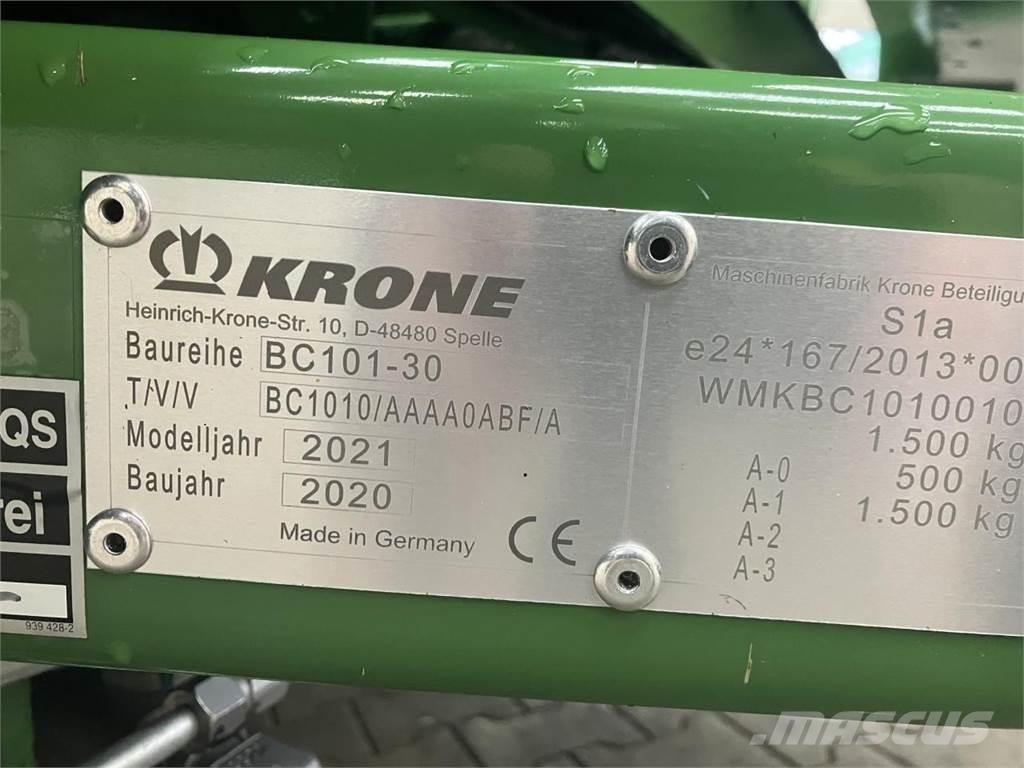 KRONE
Heinrich-Krone-Str. 10, D-48480 Spelle
Baureihe BC101-30
T/V/V BC1010/AAAA0ABF/A
Modelljahr 2021
Baujahr 2020
Made in Germany CE
Maschinenfabrik Krone Beteiligu
S1a
e24*167/2013*00
WMKBC1010010
1.500 kg
A-0 500 kg
A-1 1.500 kg
A-2
A-3
QS
rei
939 428-2
MASCUS